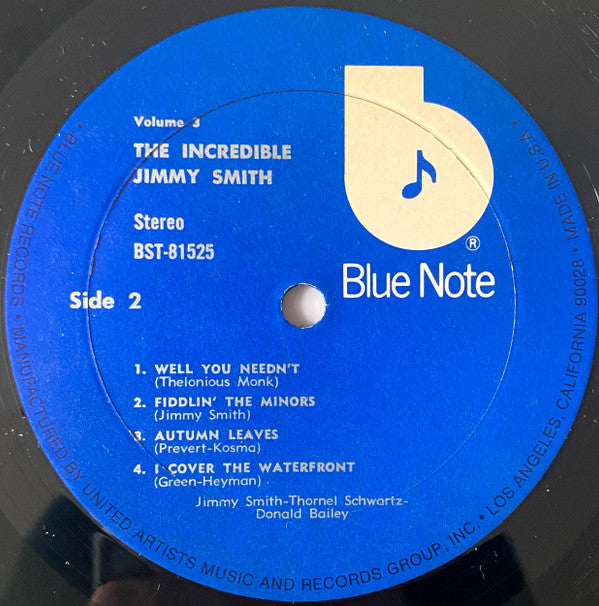 Volume 3
THE INCREDIBLE
JIMMY SMITH
Stereo
BST-81525
Side 2
®
Blue Note
1. WELL YOU NEEDN'T
(Thelonious Monk)
2. FIDDLIN' THE MINORS
(Jimmy Smith)
3. AUTUMN LEAVES
(Prevert-Kosma)
4. I COVER THE WATERFRONT
(Green-Heyman)
Jimmy Smith-Thornel Schwartz-
Donald Bailey
• BLUE NOTE RECORDS • MANUFACTURED BY UNITED ARTISTS MUSIC AND RECORDS GROUP, INC. • LOS ANGELES, CALIFORNIA 90028 • MADE IN U.S.A. •